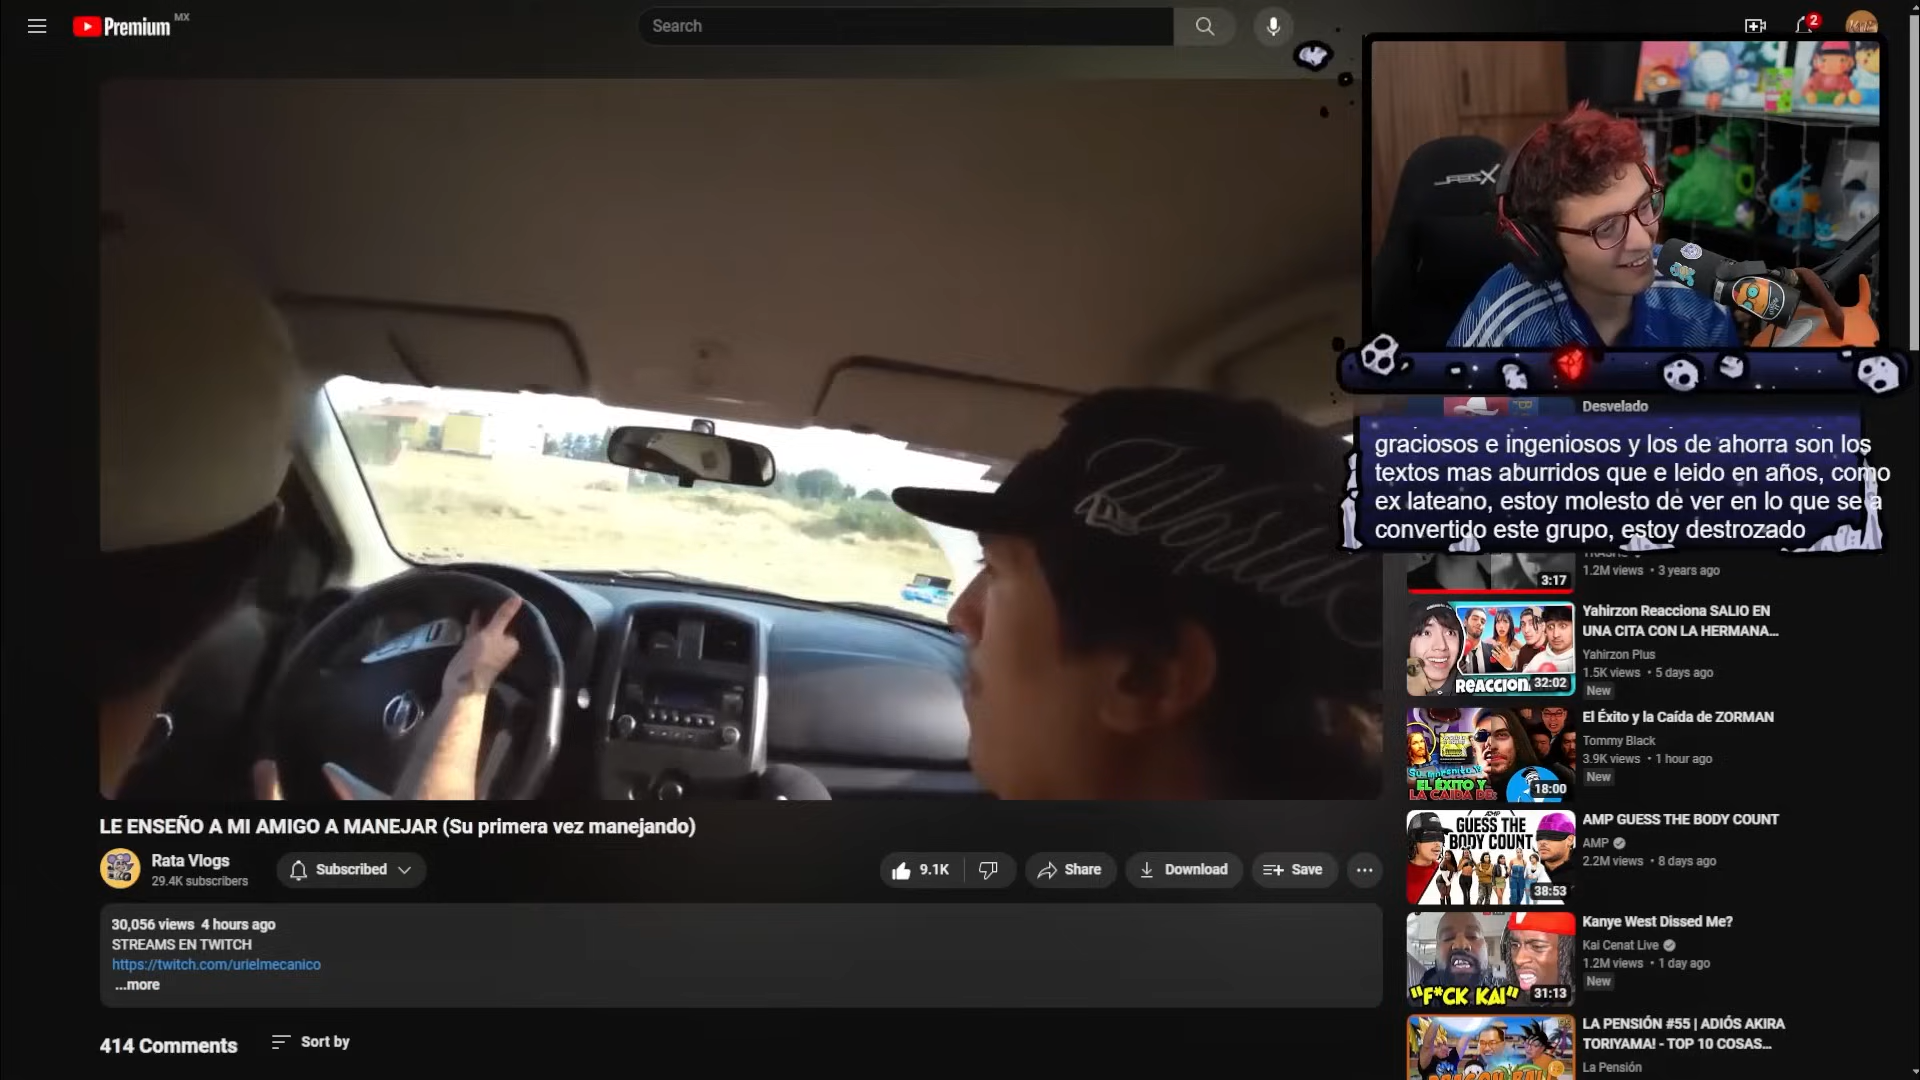 Premium MX
Search
2
LE ENSEÑO A MI AMIGO A MANEJAR (Su primera vez manejando)
Rata Vlogs
29.4K subscribers
Subscribed
9.1K
Share
Download
Save
30,056 views 4 hours ago
STREAMS EN TWITCH
https://twitch.com/urielmecanico
...more
414 Comments
Sort by
Desvelado
graciosos e ingeniosos y los de ahorra son los
textos mas aburridos que e leido en años, como
ex lateano, estoy molesto de ver en lo que se a
convertido este grupo, estoy destrozado
1.2M views • 3 years ago
3:17
Yahirzon Reacciona SALIO EN
UNA CITA CON LA HERMANA...
Yahirzon Plus
1.5K views • 5 days ago
New
REACCION
32:02
El Éxito y la Caída de ZORMAN
Tommy Black
3.9K views • 1 hour ago
New
EL ÉXITO Y
LA CAIDA DE:
18:00
AMP GUESS THE BODY COUNT
AMP
2.2M views • 8 days ago
GUESS THE
BODY COUNT
38:53
Kanye West Dissed Me?
Kai Cenat Live
1.2M views • 1 day ago
New
"F*CK KAI"
31:13
LA PENSIÓN #55 | ADIÓS AKIRA
TORIYAMA! - TOP 10 COSAS...
La Pensión